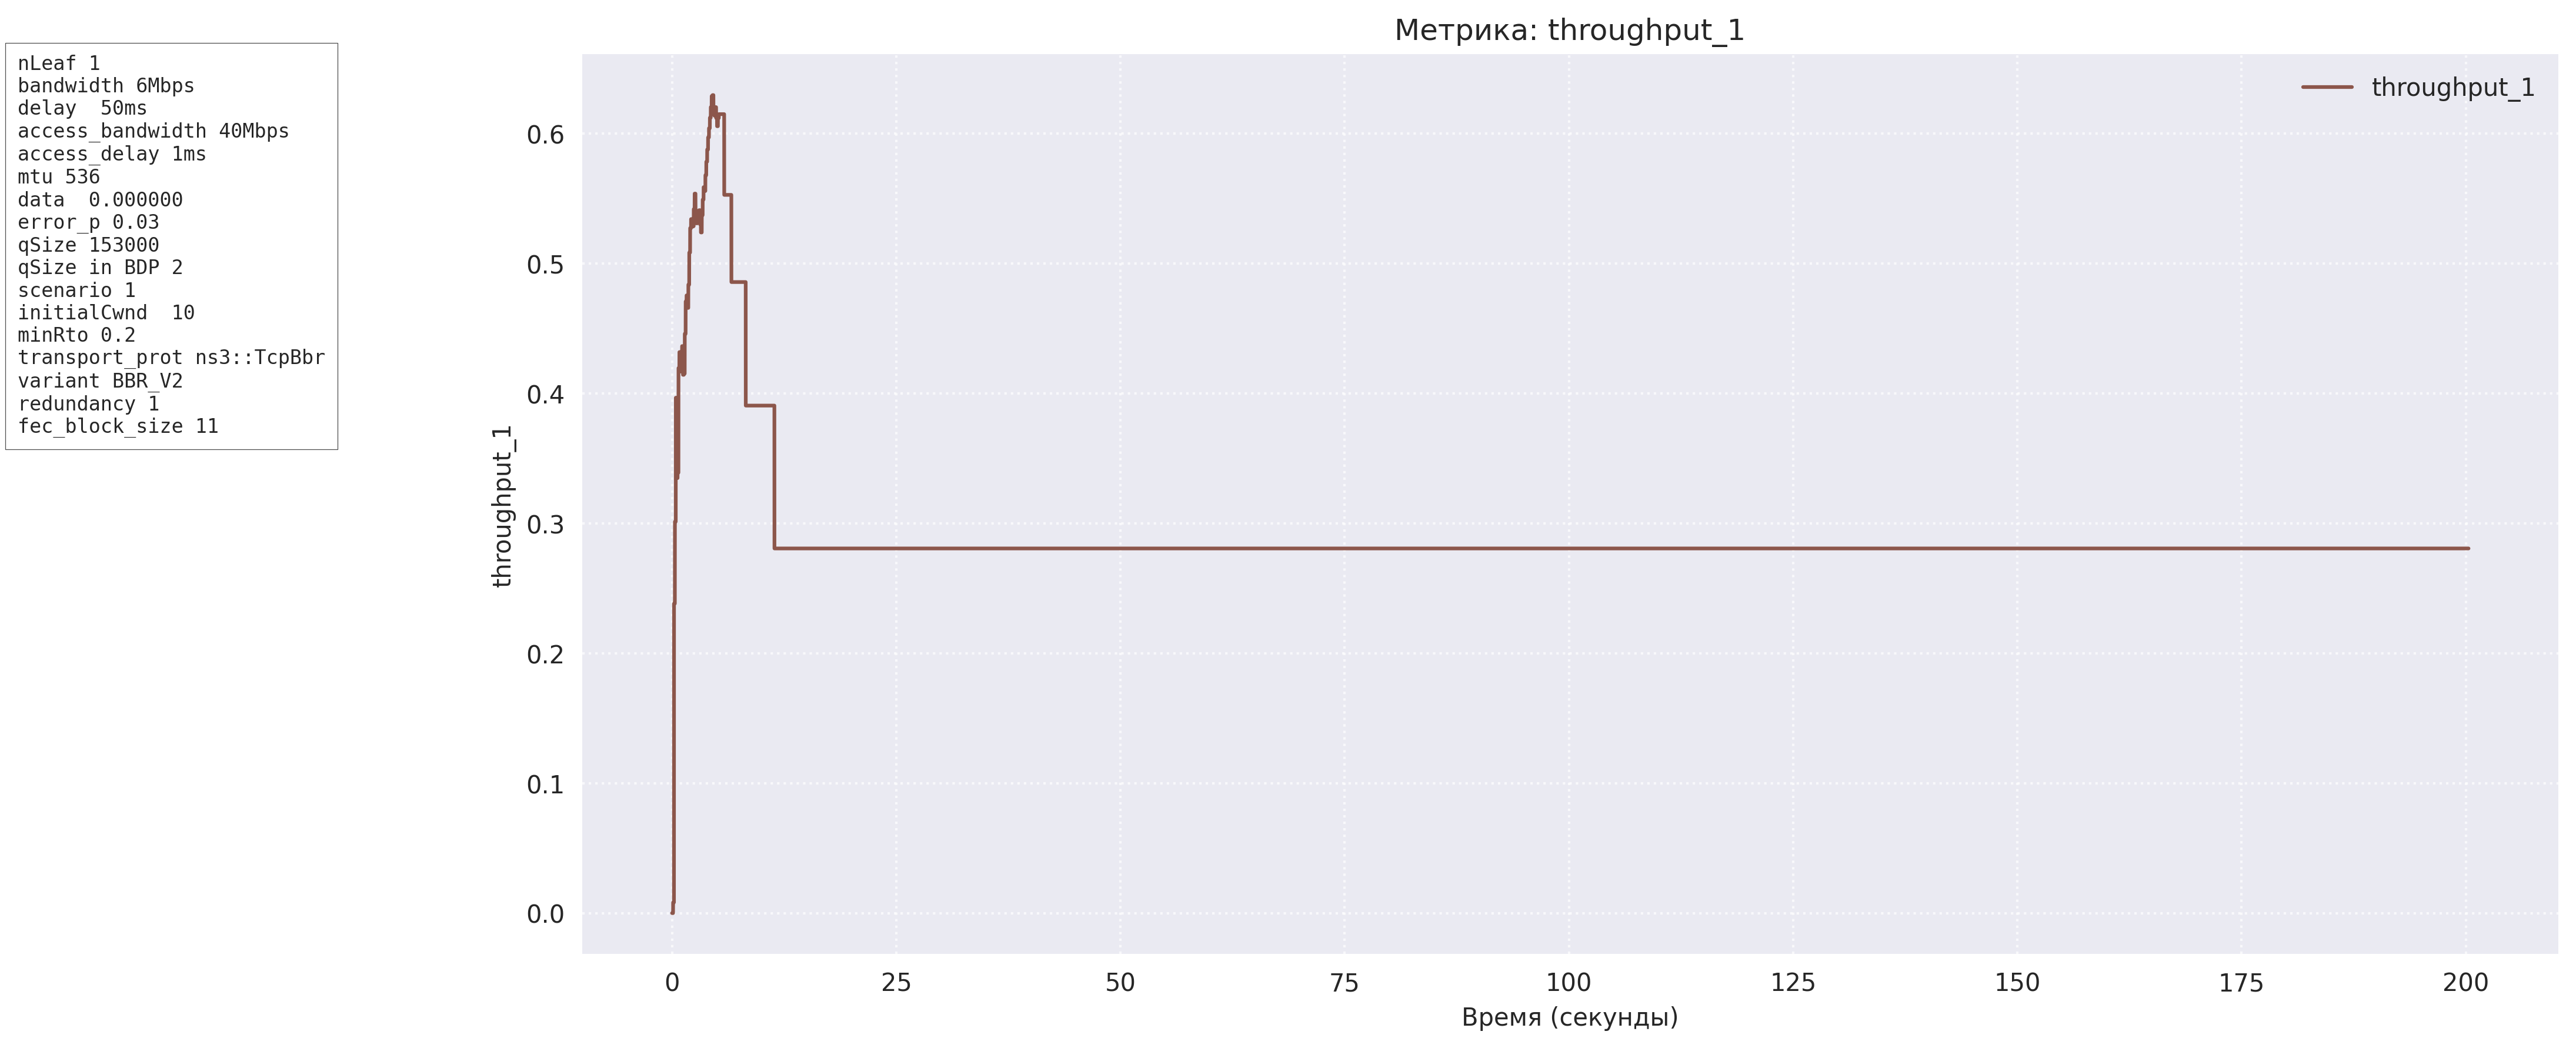 Метрика: throughput_1
nLeaf 1
bandwidth 6Mbps
delay  50ms
access_bandwidth 40Mbps
access_delay 1ms
mtu 536
data  0.000000
error_p 0.03
qSize 153000
qSize in BDP 2
scenario 1
initialCwnd  10
minRto 0.2
transport_prot ns3::TcpBbr
variant BBR_V2
redundancy 1
fec_block_size 11
throughput_1
throughput_1
0.6
0.5
0.4
0.3
0.2
0.1
0.0
0 25 50 75 100 125 150 175 200
Время (секунды)